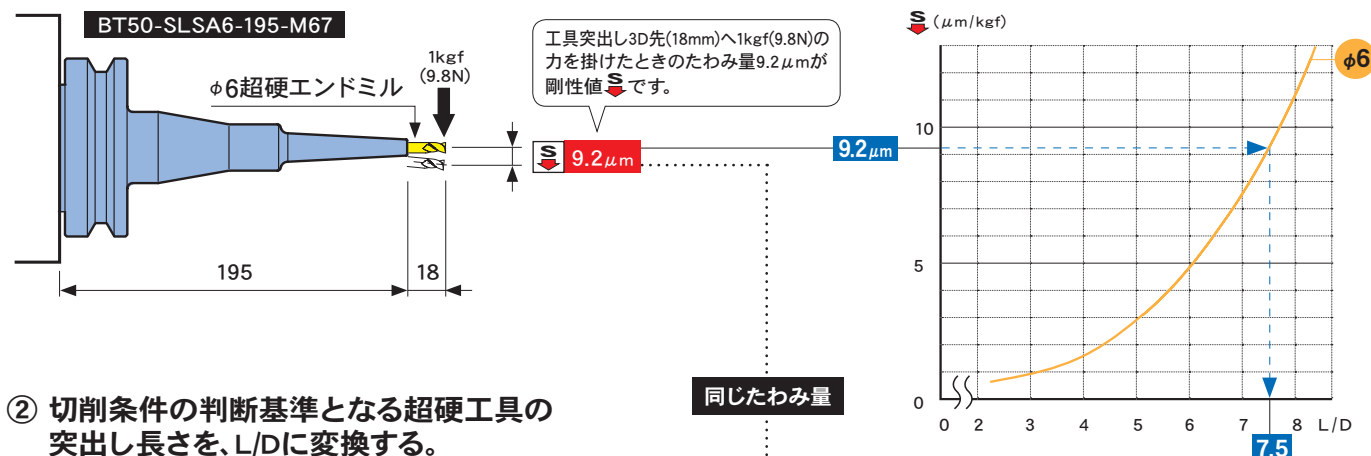 BT50-SLSA6-195-M67
φ6超硬エンドミル
1kgf
(9.8N)
195
18
工具突出し3D先(18mm)へ1kgf(9.8N)の
力を掛けたときのたわみ量9.2μmが
剛性値Sです。
S 9.2μm
9.2μm
同じたわみ量
S (μm/kgf)
φ6
10
5
0
0 2 3 4 5 6 7 8 L/D
7.5
② 切削条件の判断基準となる超硬工具の
突出し長さを、L/Dに変換する。